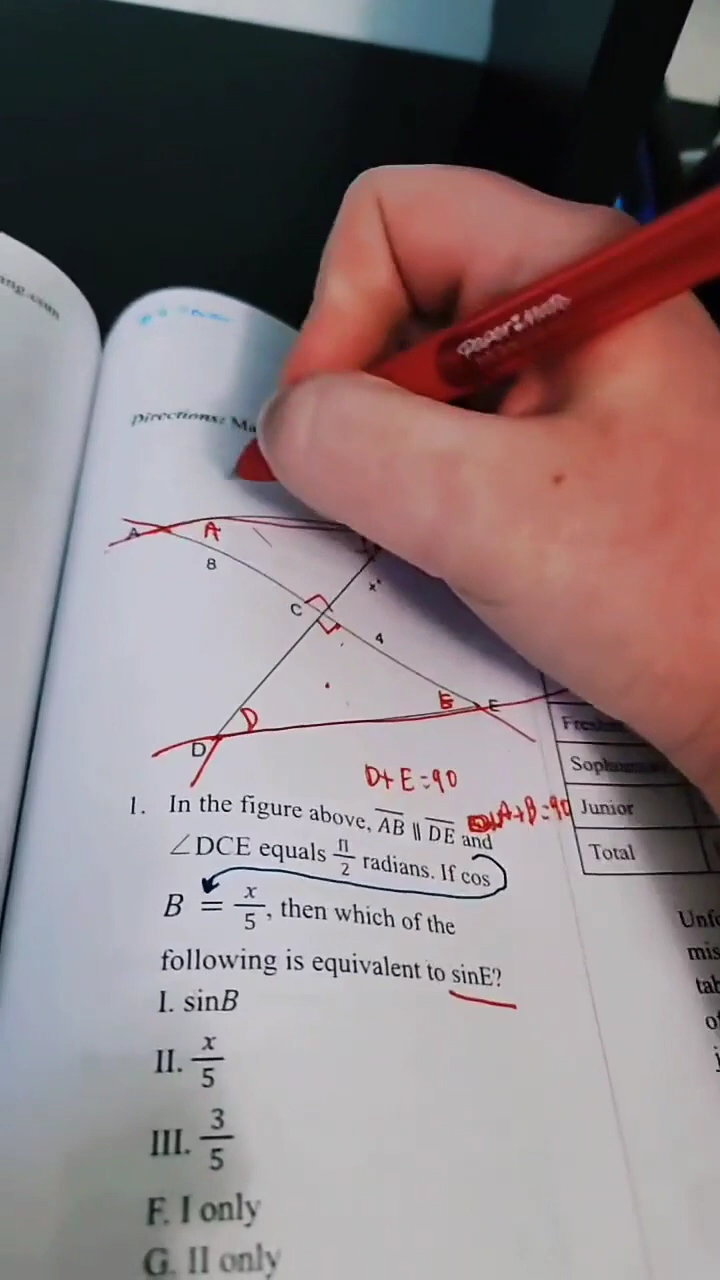 Directions:
A
A
8
C
x
4
D
D
E
E
D+E=90
A+B=90
1. In the figure above, AB || DE and
∠DCE equals π/2 radians. If cos
B = x/5, then which of the
following is equivalent to sinE?
I. sinB
II. x/5
III. 3/5
F. I only
G. II only
Junior
Total